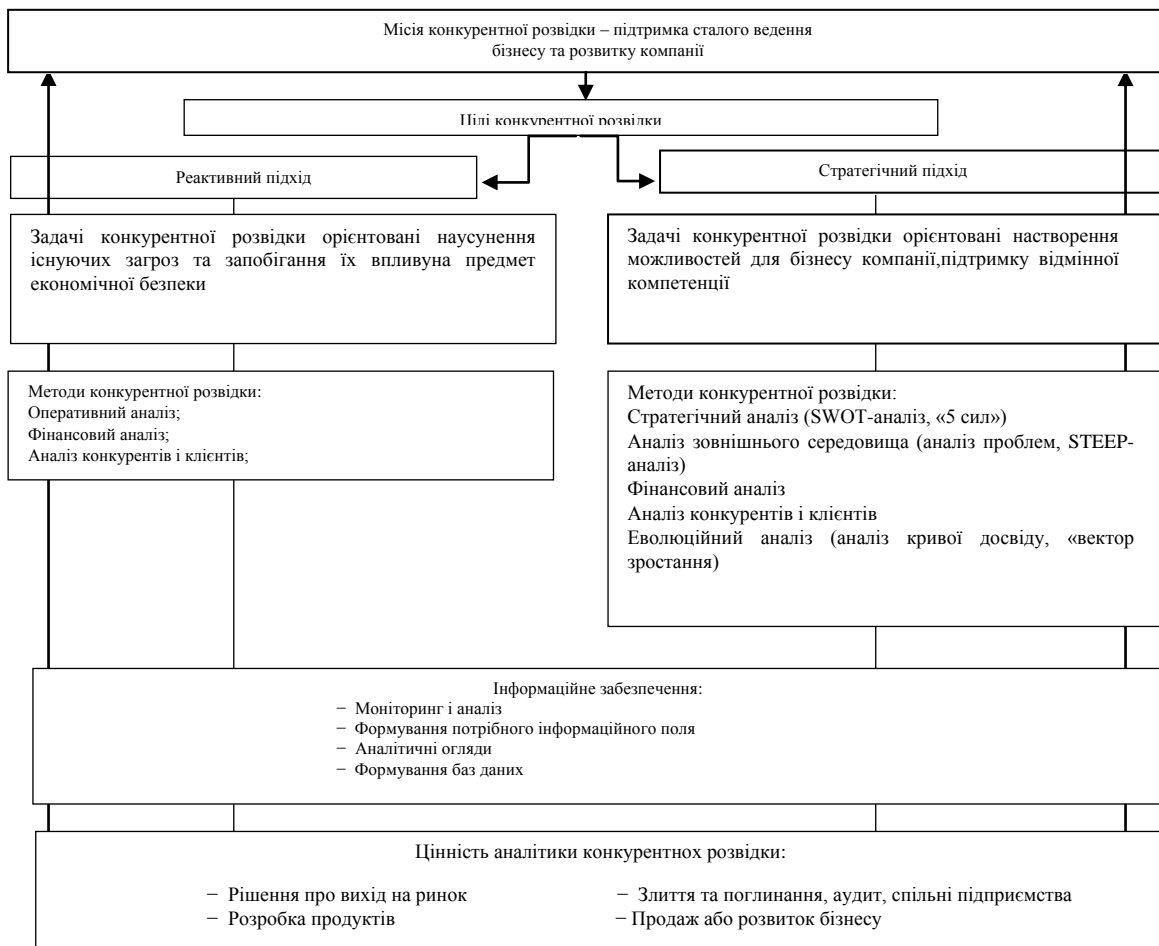 Місія конкурентної розвідки – підтримка сталого ведення
бізнесу та розвитку компанії
Цілі конкурентної розвідки
Реактивний підхід
Стратегічний підхід
Задачі конкурентної розвідки орієнтовані наусунення
існуючих загроз та запобігання їх впливуна предмет
економічної безпеки
Задачі конкурентної розвідки орієнтовані настворення
можливостей для бізнесу компанії,підтримку відмінної
компетенції
Методи конкурентної розвідки:
Оперативний аналіз;
Фінансовий аналіз;
Аналіз конкурентів і клієнтів;
Методи конкурентної розвідки:
Стратегічний аналіз (SWOT-аналіз, «5 сил»)
Аналіз зовнішнього середовища (аналіз проблем, STEEP-
аналіз)
Фінансовий аналіз
Аналіз конкурентів і клієнтів
Еволюційний аналіз (аналіз кривої досвіду, «вектор
зростання)
Інформаційне забезпечення:
− Моніторинг і аналіз
− Формування потрібного інформаційного поля
− Аналітичні огляди
− Формування баз даних
Цінність аналітики конкурентнох розвідки:
− Рішення про вихід на ринок
− Розробка продуктів
− Злиття та поглинання, аудит, спільні підприємства
− Продаж або розвиток бізнесу